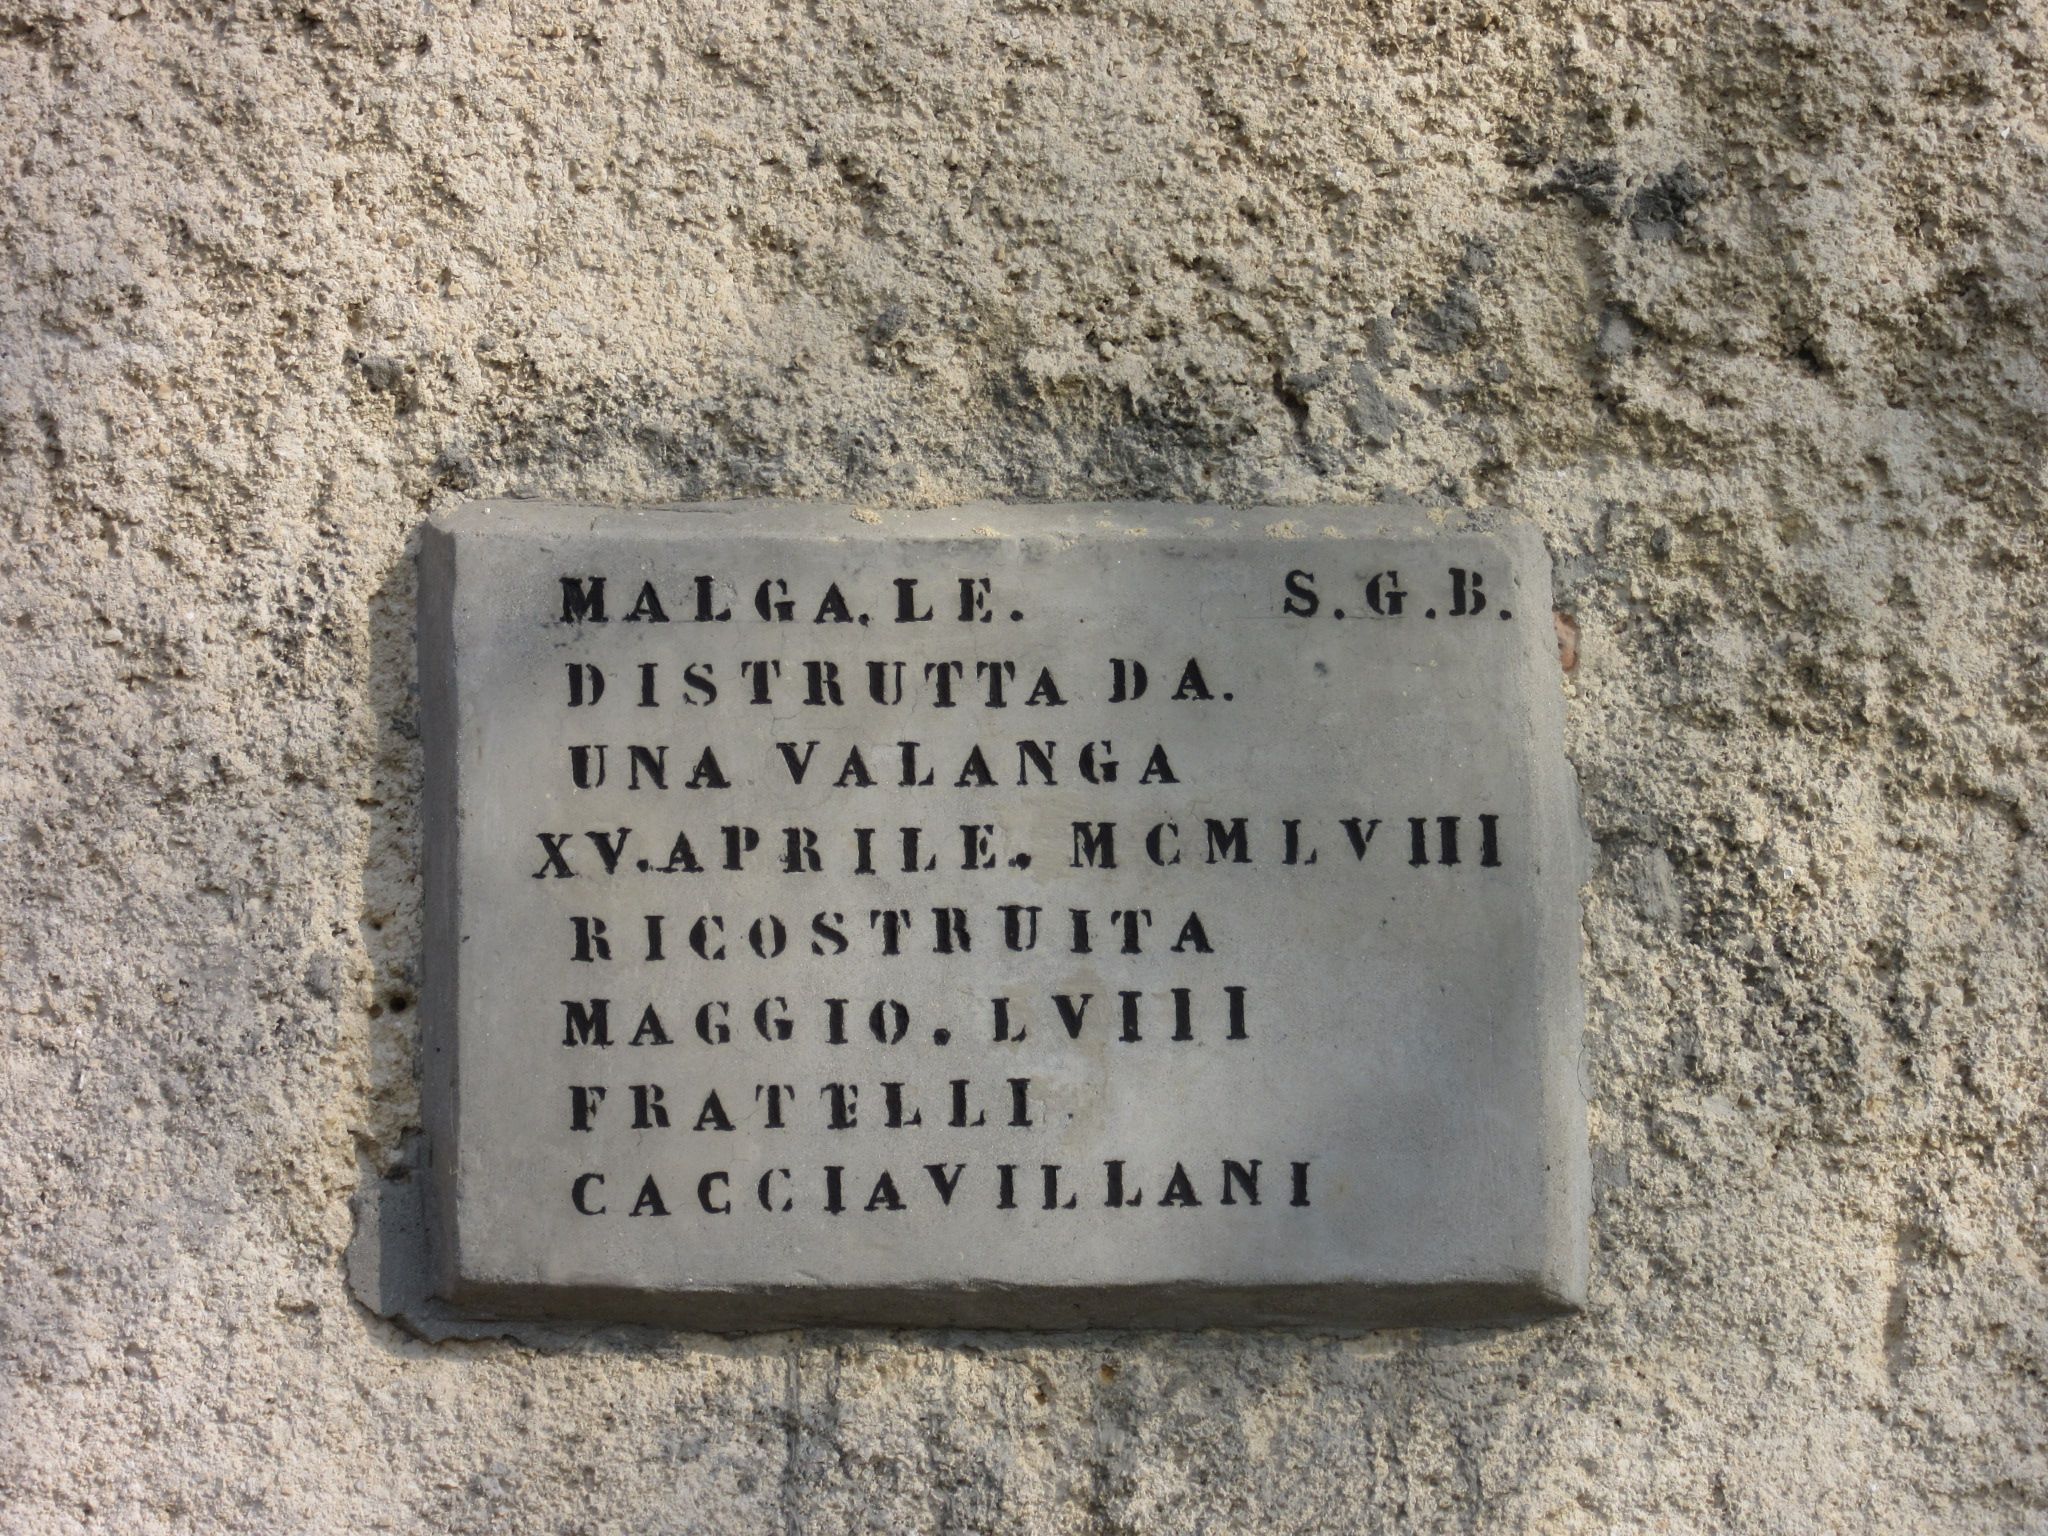 MALGA.LE. S.G.B.
DISTRUTTA DA.
UNA VALANGA
XV.APRILE. MCMLVIII
RICOSTRUITA
MAGGIO. LVIII
FRATELLI
CACCIAVILLANI